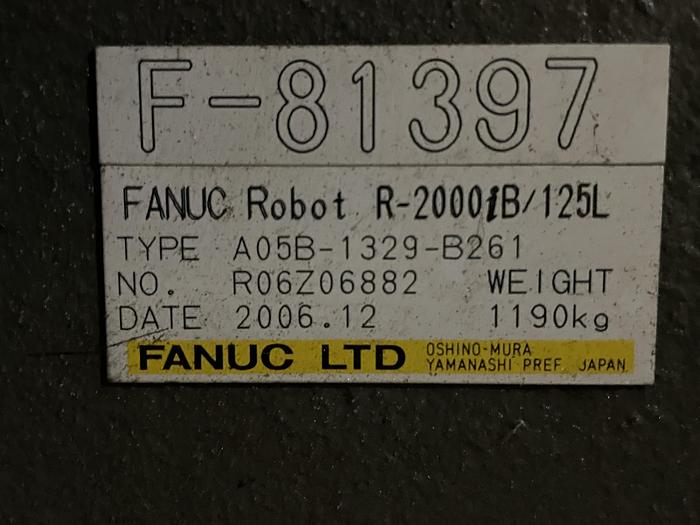 F-81397
FANUC Robot R-2000iB/125L
TYPE A05B-1329-B261
NO. R06Z06882 WEIGHT
DATE 2006.12 1190kg
FANUC LTD OSHINO-MURA
YAMANASHI PREF. JAPAN.